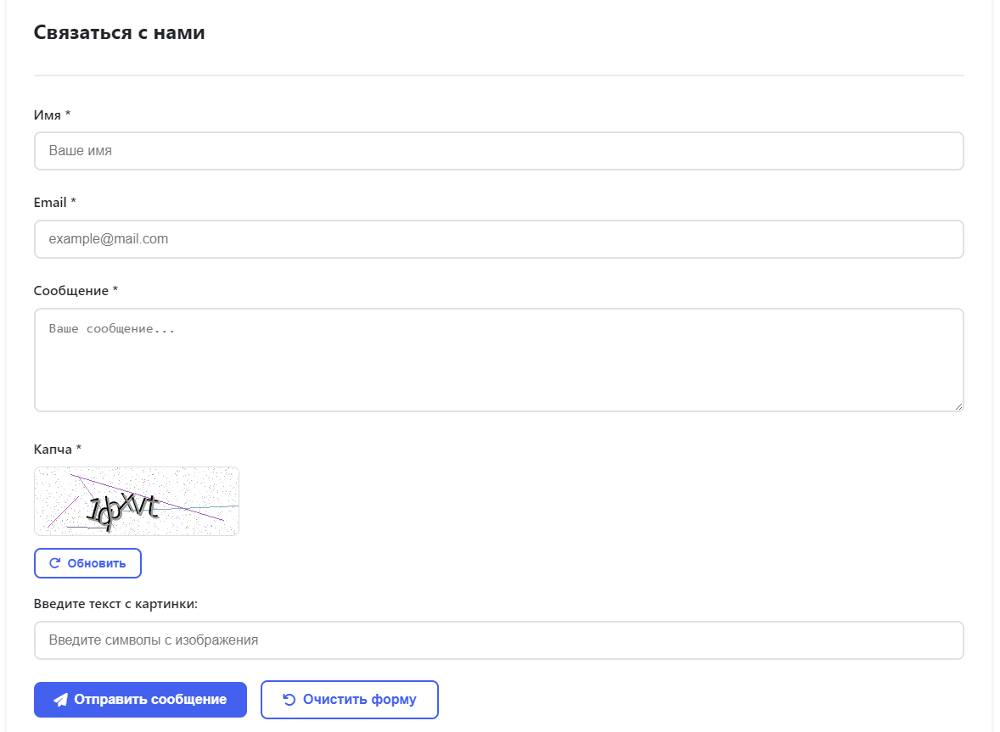 Связаться с нами
Имя *
Ваше имя
Email *
example@mail.com
Сообщение *
Ваше сообщение...
Капча *
Обновить
Введите текст с картинки:
Введите символы с изображения
Отправить сообщение
Очистить форму